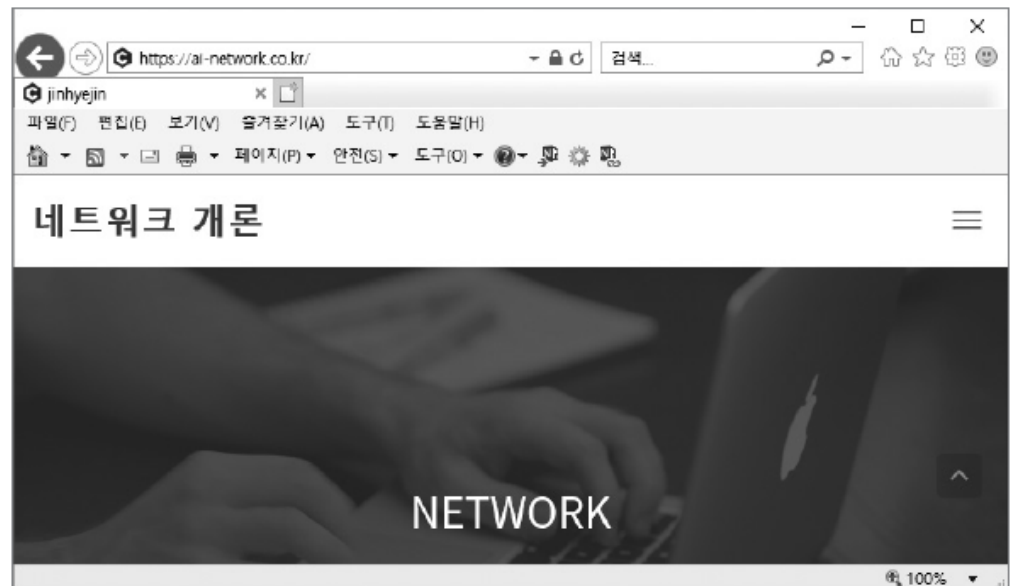 https://ai-network.co.kr/
검색...
jinhyejin
파일(F) 편집(E) 보기(V) 즐겨찾기(A) 도구(T) 도움말(H)
페이지(P) 안전(S) 도구(O)
네트워크 개론
NETWORK
100%